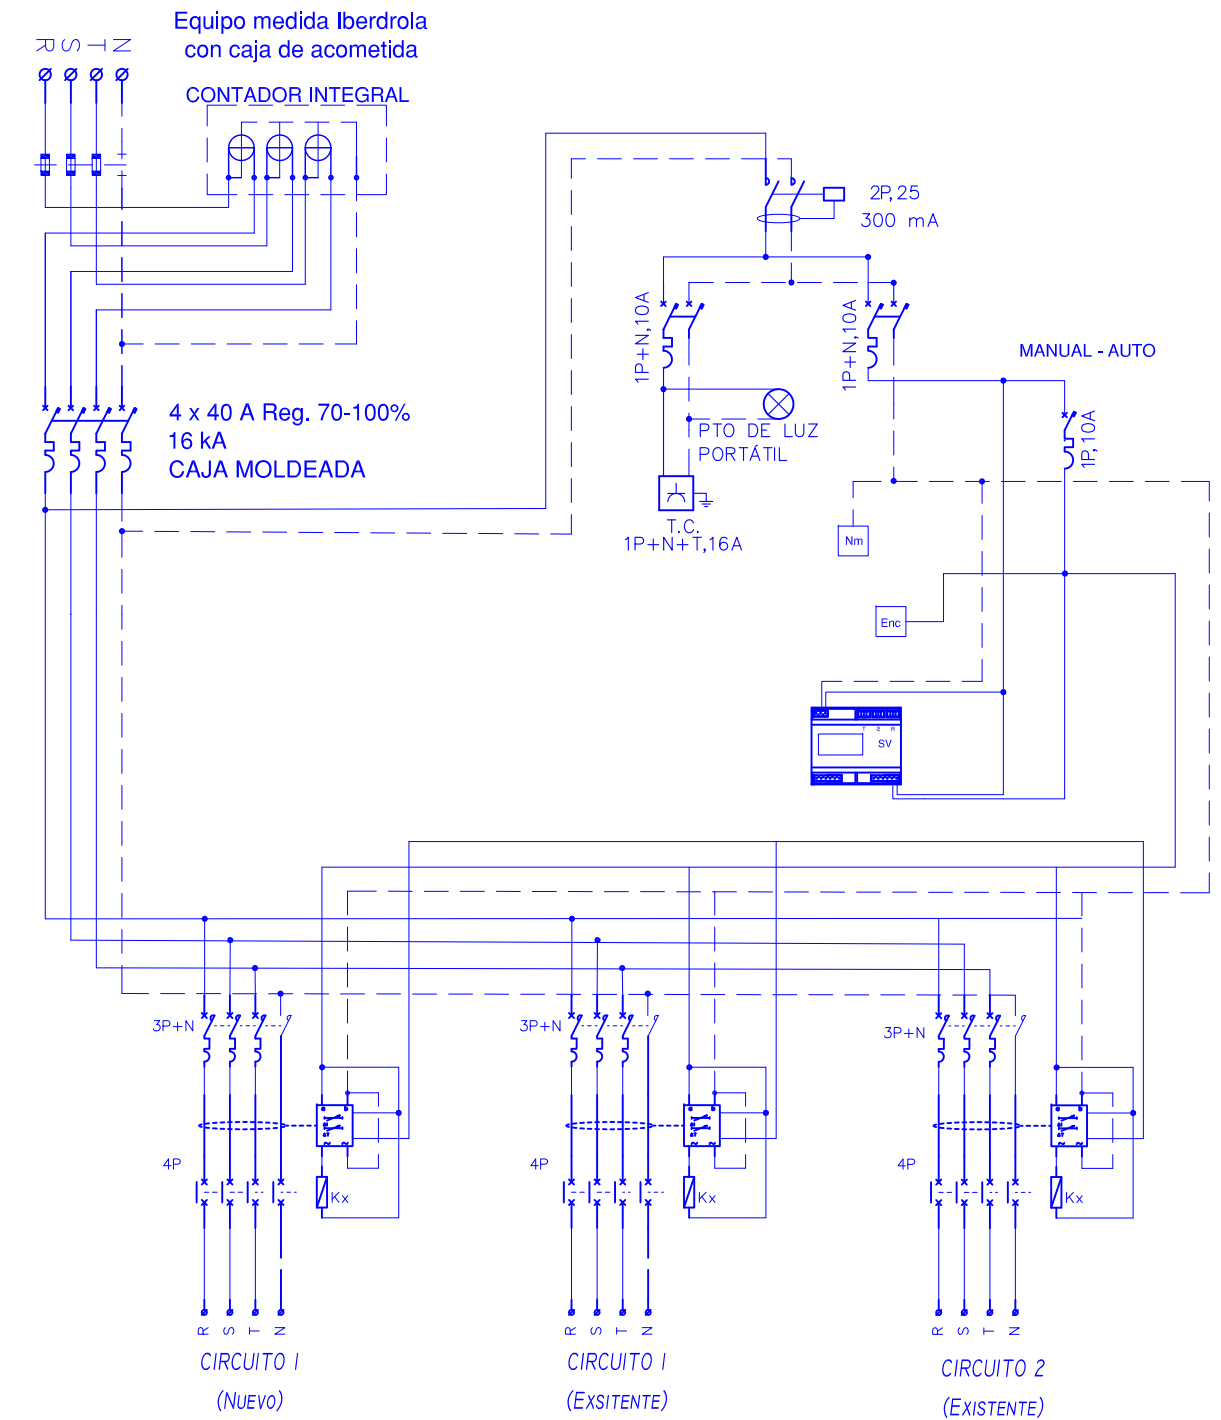 Equipo medida Iberdrola
con caja de acometida
R S T N
CONTADOR INTEGRAL
2P,25
300 mA
1P+N,10A
1P+N,10A
MANUAL - AUTO
1P,10A
4 x 40 A Reg. 70-100%
16 kA
CAJA MOLDEADA
PTO DE LUZ
PORTÁTIL
T.C.
1P+N+T,16A
Nm
Enc
T S R
SV
3P+N
3P+N
3P+N
4P
4P
4P
Kx
Kx
Kx
R S T N
R S T N
R S T N
CIRCUITO 1
(NUEVO)
CIRCUITO 1
(EXSITENTE)
CIRCUITO 2
(EXISTENTE)